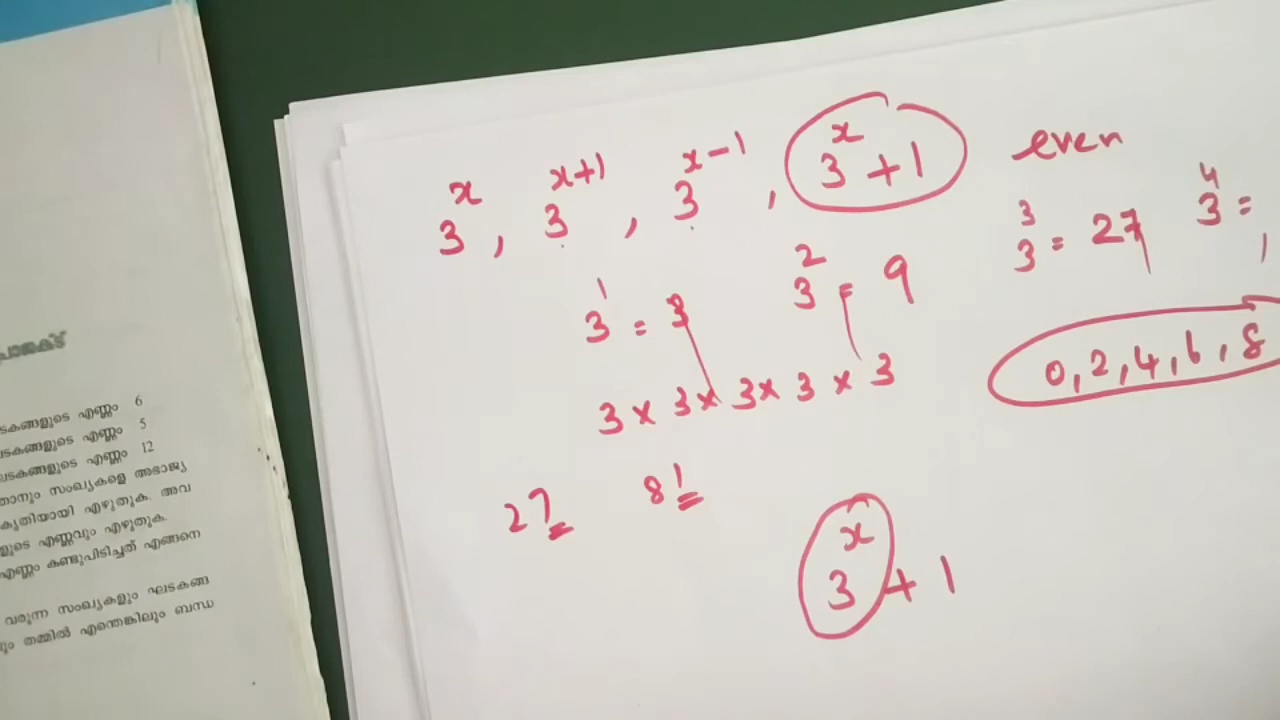 3^x, 3^{x+1}, 3^{x-1}, 3^x+1 even
3^1 = 3 3^2 = 9 3^3 = 27 3^4 =
0, 2, 4, 6, 8
3 x 3 x 3 x 3 x 3
27 81
3^x + 1
എണ്ണം 6
ഘടകങ്ങളുടെ എണ്ണം 5
ഘടകങ്ങളുടെ എണ്ണം 12
സംഖ്യകളെ അഭാജ്യ
എഴുതുക. അവ
എണ്ണവും എഴുതുക.
എണ്ണം കണ്ടുപിടിച്ചത് എങ്ങനെ
വരുന്ന സംഖ്യകളും ഘടകങ്ങ
തമ്മിൽ എന്തെങ്കിലും ബന്ധ